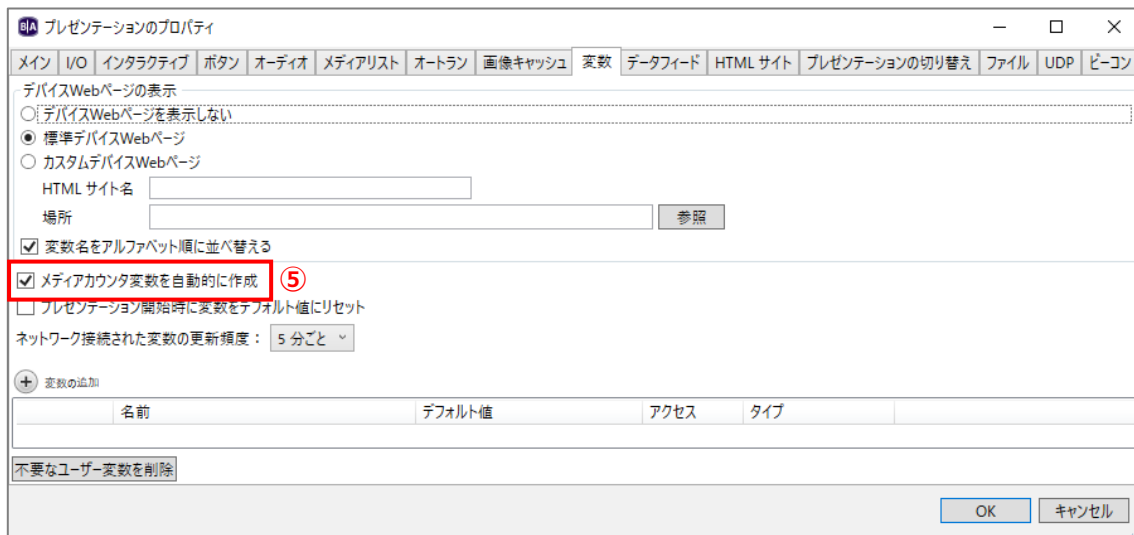 BA プレゼンテーションのプロパティ
メイン I/O インタラクティブ ボタン オーディオ メディアリスト オートラン 画像キャッシュ 変数 データフィード HTML サイト プレゼンテーションの切り替え ファイル UDP ビーコン
デバイスWebページの表示
デバイスWebページを表示しない
標準デバイスWebページ
カスタムデバイスWebページ
HTML サイト名
場所 参照
変数名をアルファベット順に並べ替える
メディアカウンタ変数を自動的に作成 ⑤
プレゼンテーション開始時に変数をデフォルト値にリセット
ネットワーク接続された変数の更新頻度： 5 分ごと
変数の追加
名前 デフォルト値 アクセス タイプ
不要なユーザー変数を削除
OK キャンセル